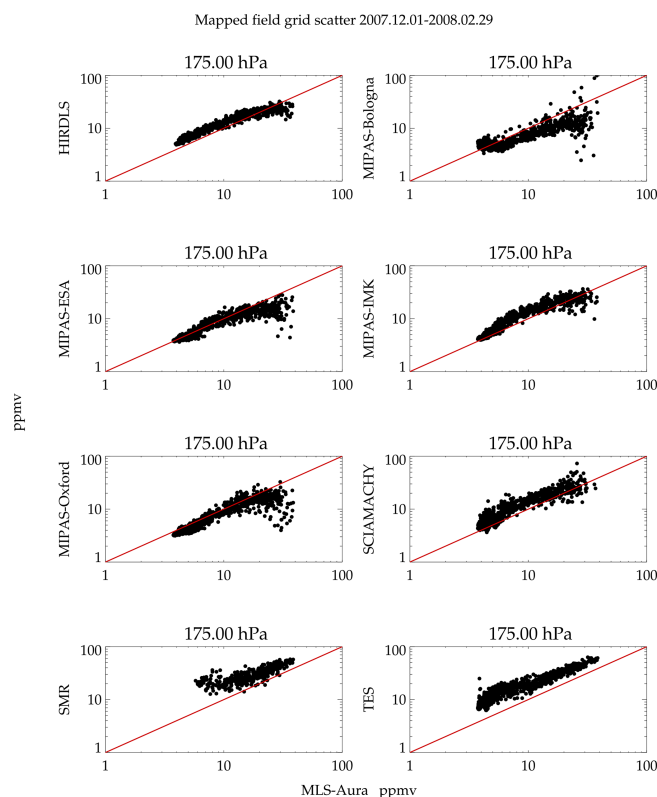 Mapped field grid scatter 2007.12.01-2008.02.29
175.00 hPa
100
10
1
1
10
100
HIRDLS
175.00 hPa
100
10
1
1
10
100
MIPAS-Bologna
175.00 hPa
100
10
1
1
10
100
MIPAS-ESA
175.00 hPa
100
10
1
1
10
100
MIPAS-IMK
ppmv
175.00 hPa
100
10
1
1
10
100
MIPAS-Oxford
175.00 hPa
100
10
1
1
10
100
SCIAMACHY
175.00 hPa
100
10
1
1
10
100
SMR
175.00 hPa
100
10
1
1
10
100
TES
MLS-Aura ppmv